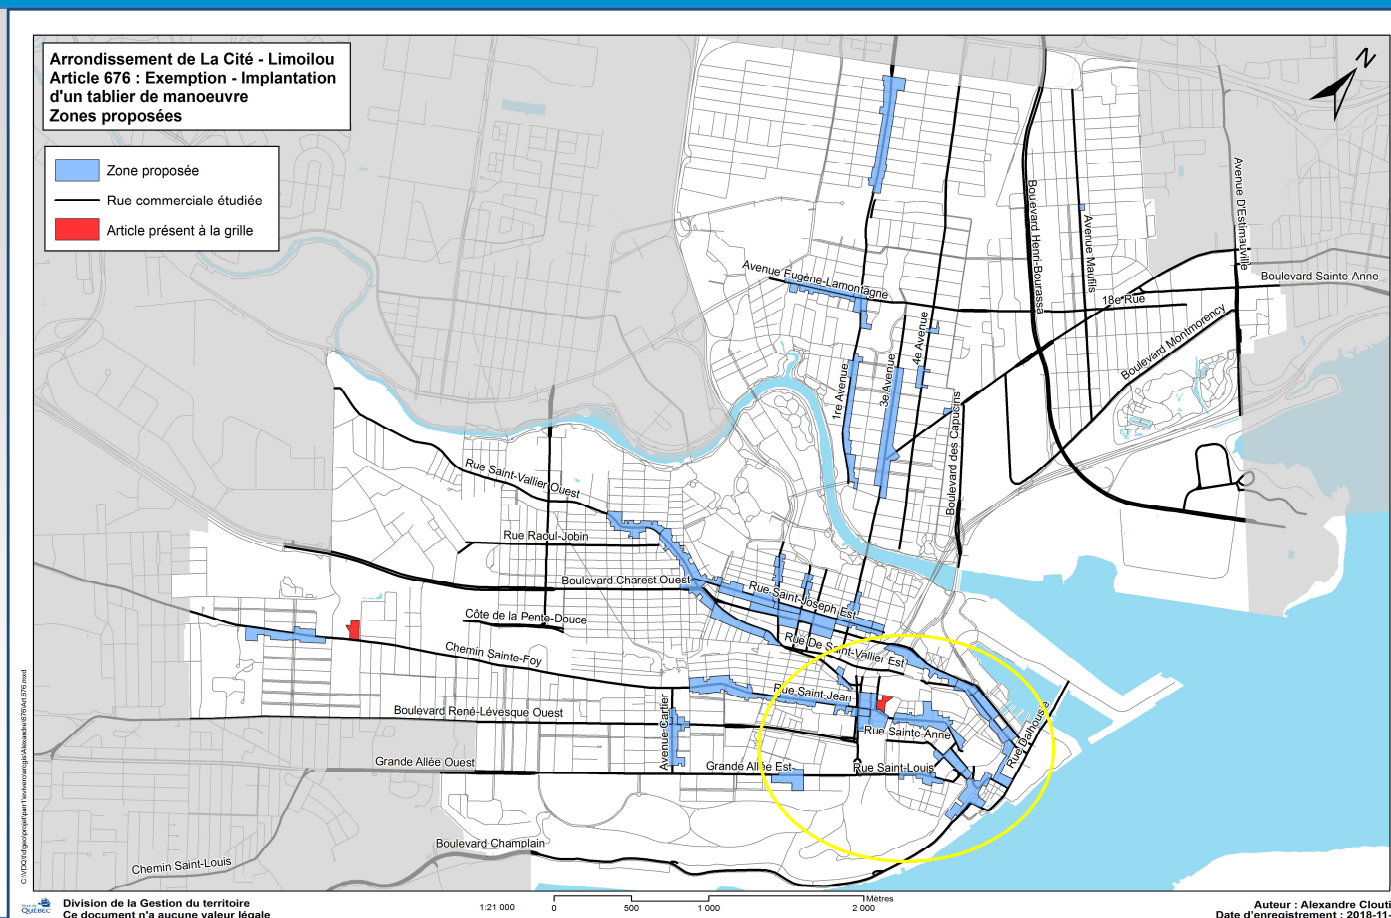 Arrondissement de La Cité - Limoilou
Article 676 : Exemption - Implantation
d'un tablier de manoeuvre
Zones proposées
N
Zone proposée
Rue commerciale étudiée
Article présent à la grille
Avenue D'Estimauville
Boulevard Henri-Bourassa
Avenue Maufils
Avenue Eugène-Lamontagne
Boulevard Sainte Anne
18e Rue
Boulevard Montmorency
4e Avenue
3e Avenue
1re Avenue
Boulevard des Capucins
Rue Saint-Vallier Ouest
Rue Raoul-Jobin
Boulevard Charest Ouest
Rue Saint-Joseph Est
Côte de la Pente-Douce
Rue De Saint-Vallier Est
Chemin Sainte-Foy
Rue Saint-Jean
Avenue Cartier
Boulevard René-Lévesque Ouest
Rue Sainte-Anne
Rue Dalhousie
Grande Allée Ouest
Grande Allée Est
Rue Saint-Louis
Boulevard Champlain
Chemin Saint-Louis
VILLE DE
QUÉBEC
Division de la Gestion du territoire
Ce document n'a aucune valeur légale
1:21 000
0 500 1 000 2 000
Mètres
Auteur : Alexandre Clouti
Date d'enregistrement : 2018-11-